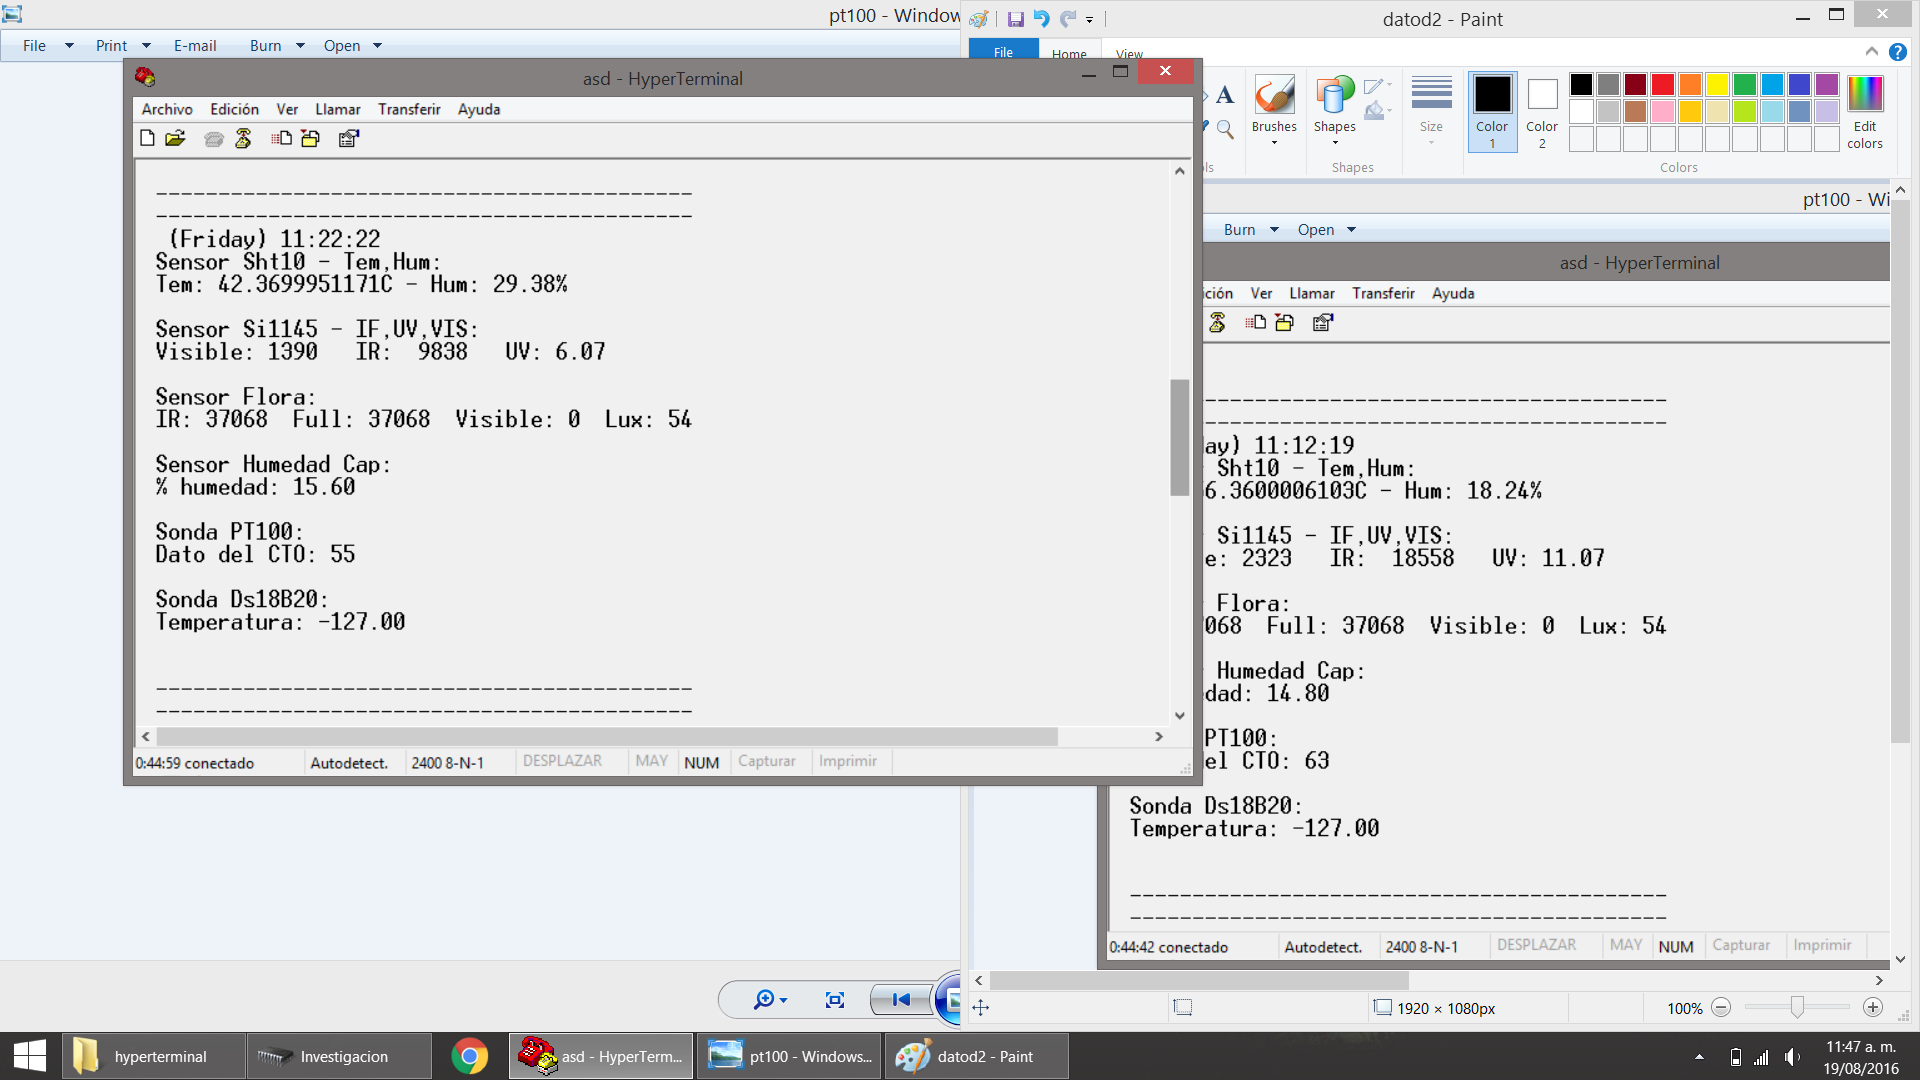 pt100 - Window
File Print E-mail Burn Open
asd - HyperTerminal
Archivo Edición Ver Llamar Transferir Ayuda
-------------------------------------------
-------------------------------------------
(Friday) 11:22:22
Sensor Sht10 - Tem,Hum:
Tem: 42.3699951171C - Hum: 29.38%
Sensor Si1145 - IF,UV,VIS:
Visible: 1390 IR: 9838 UV: 6.07
Sensor Flora:
IR: 37068 Full: 37068 Visible: 0 Lux: 54
Sensor Humedad Cap:
% humedad: 15.60
Sonda PT100:
Dato del CTO: 55
Sonda Ds18B20:
Temperatura: -127.00
-------------------------------------------
-------------------------------------------
0:44:59 conectado Autodetect. 2400 8-N-1 DESPLAZAR MAY NUM Capturar Imprimir
datod2 - Paint
File Home View
A
Brushes Shapes Size Color 1 Color 2 Edit colors
ls Shapes Colors
pt100 - Wi
Burn Open
asd - HyperTerminal
ición Ver Llamar Transferir Ayuda
-------------------------------------
-------------------------------------
ay) 11:12:19
Sht10 - Tem,Hum:
6.3600006103C - Hum: 18.24%
Si1145 - IF,UV,VIS:
e: 2323 IR: 18558 UV: 11.07
Flora:
7068 Full: 37068 Visible: 0 Lux: 54
Humedad Cap:
dad: 14.80
PT100:
el CTO: 63
Sonda Ds18B20:
Temperatura: -127.00
-------------------------------------------
-------------------------------------------
0:44:42 conectado Autodetect. 2400 8-N-1 DESPLAZAR MAY NUM Capturar Imprimir
1920 × 1080px 100%
hyperterminal Investigacion asd - HyperTerm... pt100 - Windows... datod2 - Paint
11:47 a. m.
19/08/2016